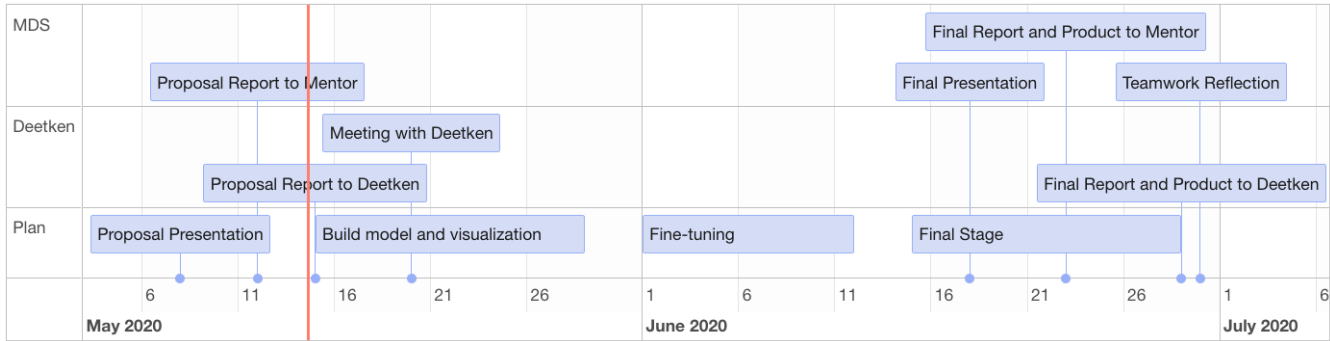 MDS
Final Report and Product to Mentor
Proposal Report to Mentor
Final Presentation
Teamwork Reflection
Deetken
Meeting with Deetken
Proposal Report to Deetken
Final Report and Product to Deetken
Plan
Proposal Presentation
Build model and visualization
Fine-tuning
Final Stage
6 11 16 21 26 1 6 11 16 21 26 1 6
May 2020 June 2020 July 2020